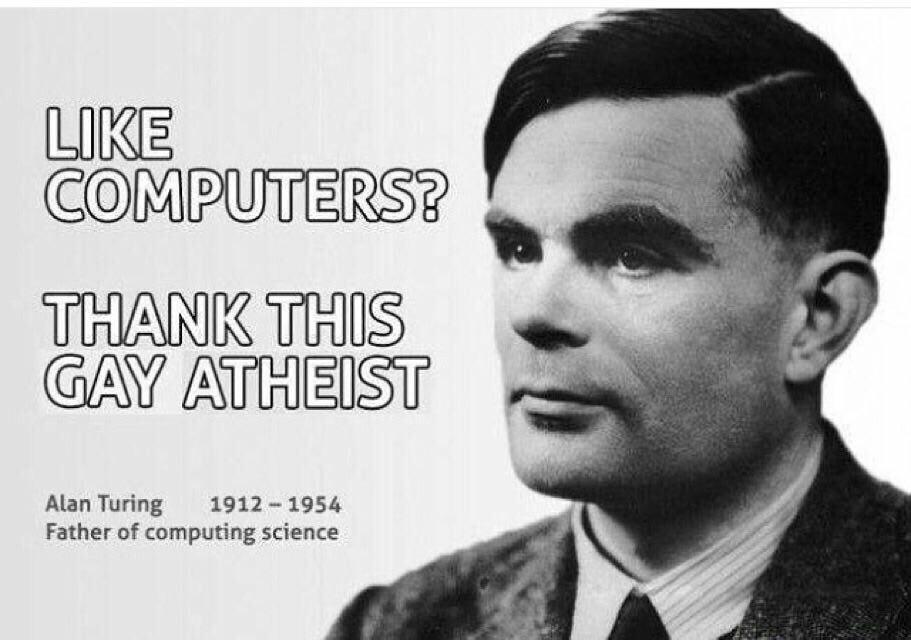 LIKE
COMPUTERS?
THANK THIS
GAY ATHEIST
Alan Turing 1912 – 1954
Father of computing science